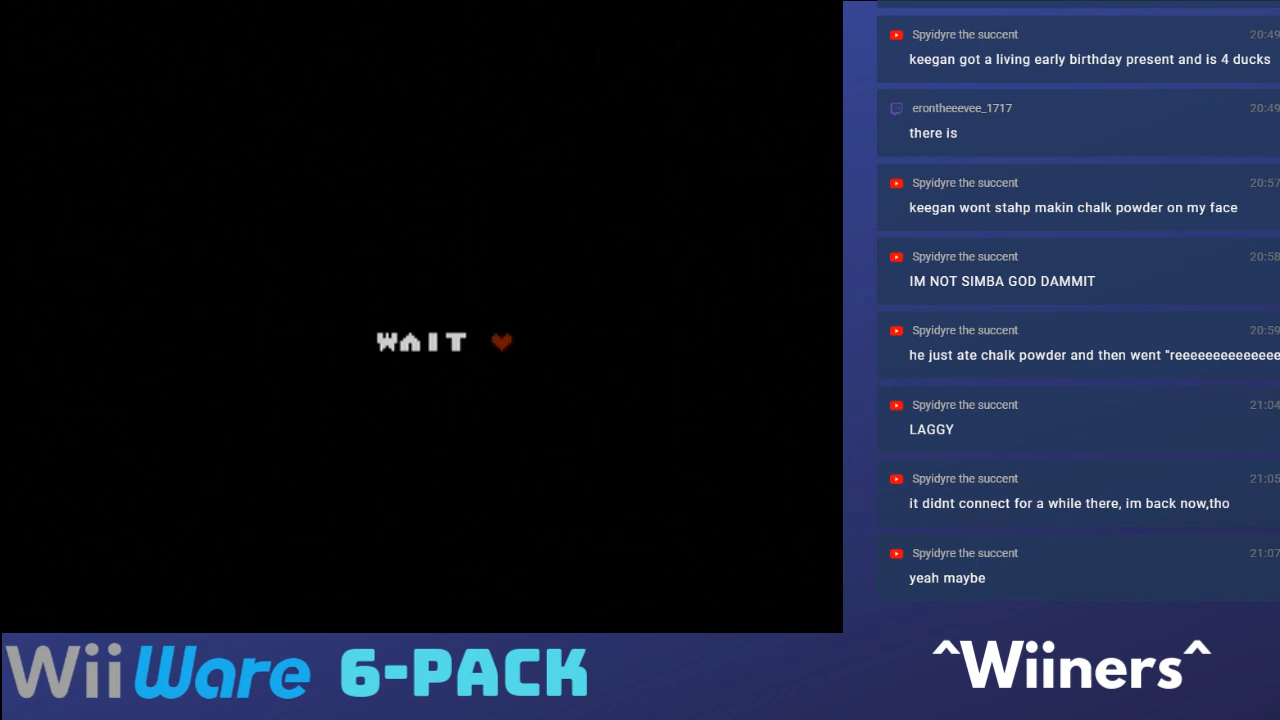 WAIT
Spyidyre the succent 20:49
keegan got a living early birthday present and is 4 ducks
erontheeevee_1717 20:49
there is
Spyidyre the succent 20:57
keegan wont stahp makin chalk powder on my face
Spyidyre the succent 20:58
IM NOT SIMBA GOD DAMMIT
Spyidyre the succent 20:59
he just ate chalk powder and then went "reeeeeeeeeeeeee
Spyidyre the succent 21:04
LAGGY
Spyidyre the succent 21:05
it didnt connect for a while there, im back now,tho
Spyidyre the succent 21:07
yeah maybe
WiiWare 6-PACK
^Wiiners^